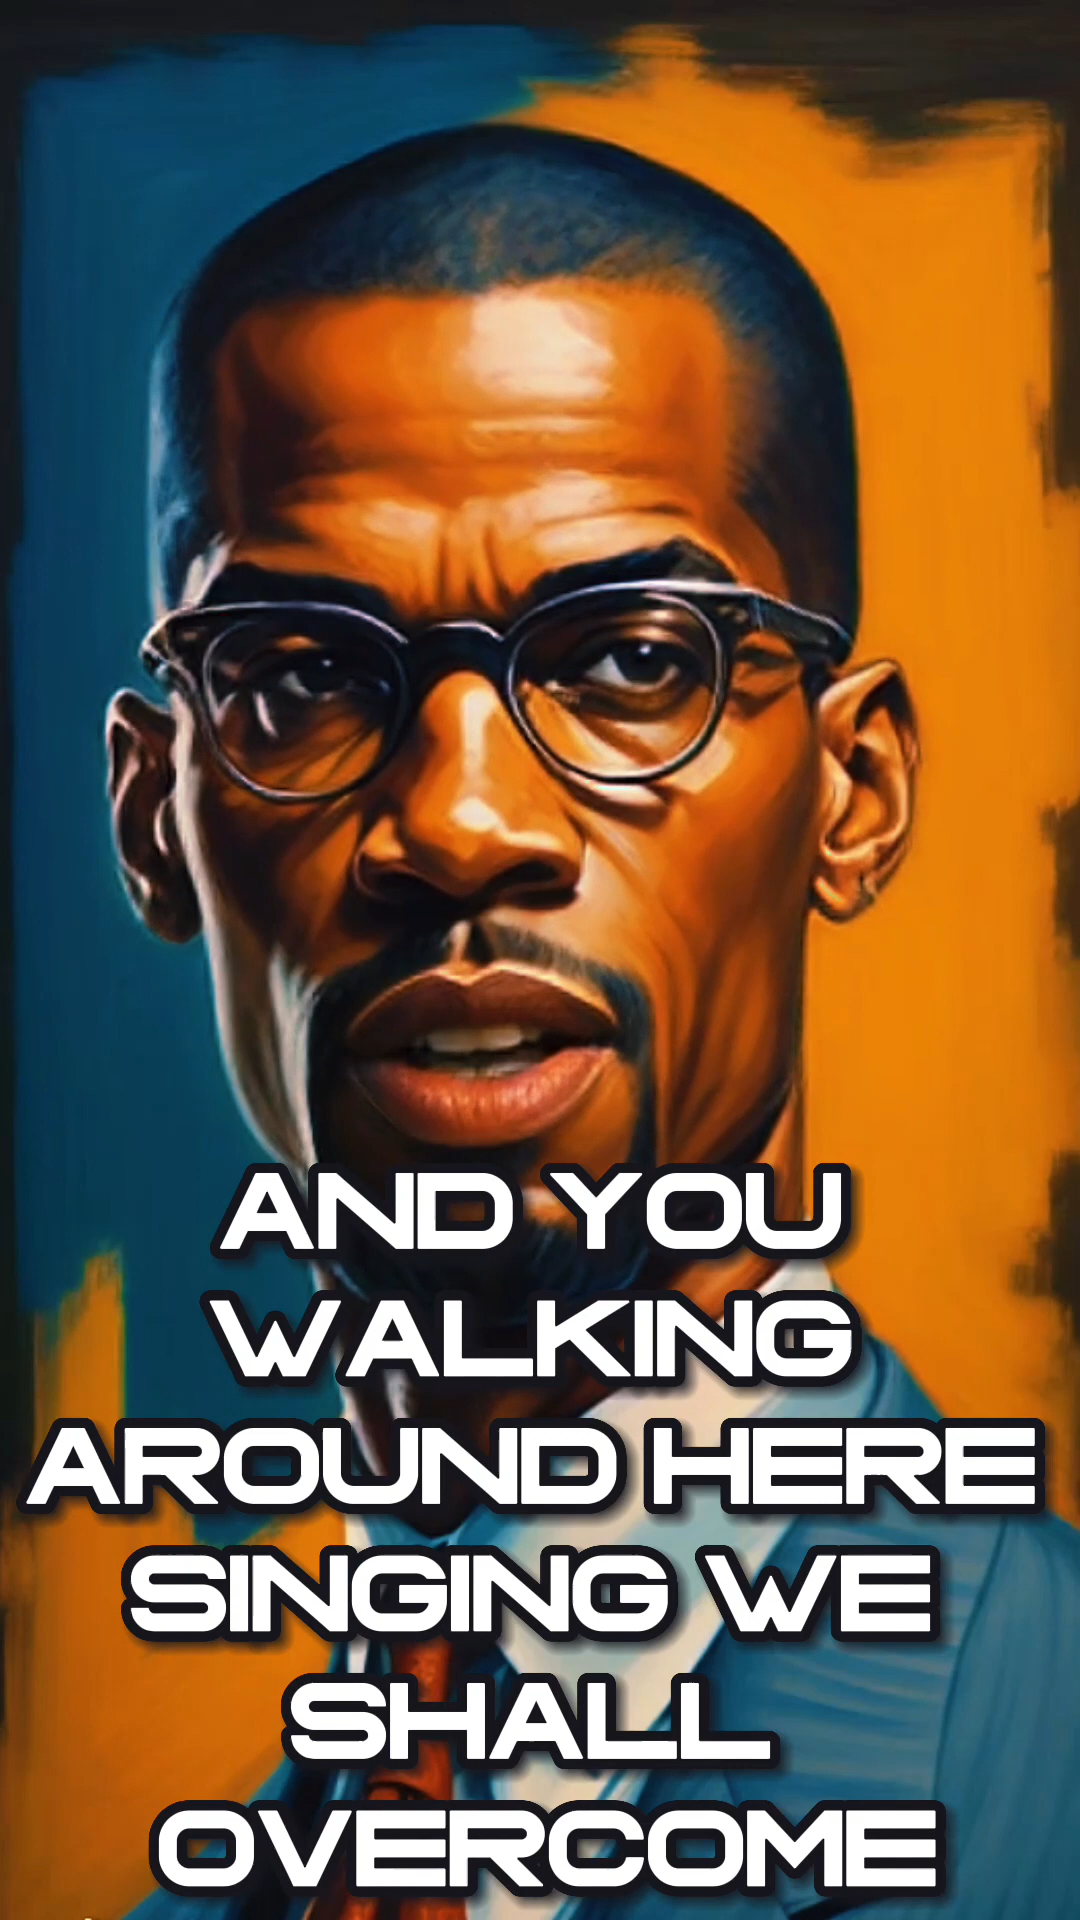 AND YOU
WALKING
AROUND HERE
SINGING WE
SHALL
OVERCOME